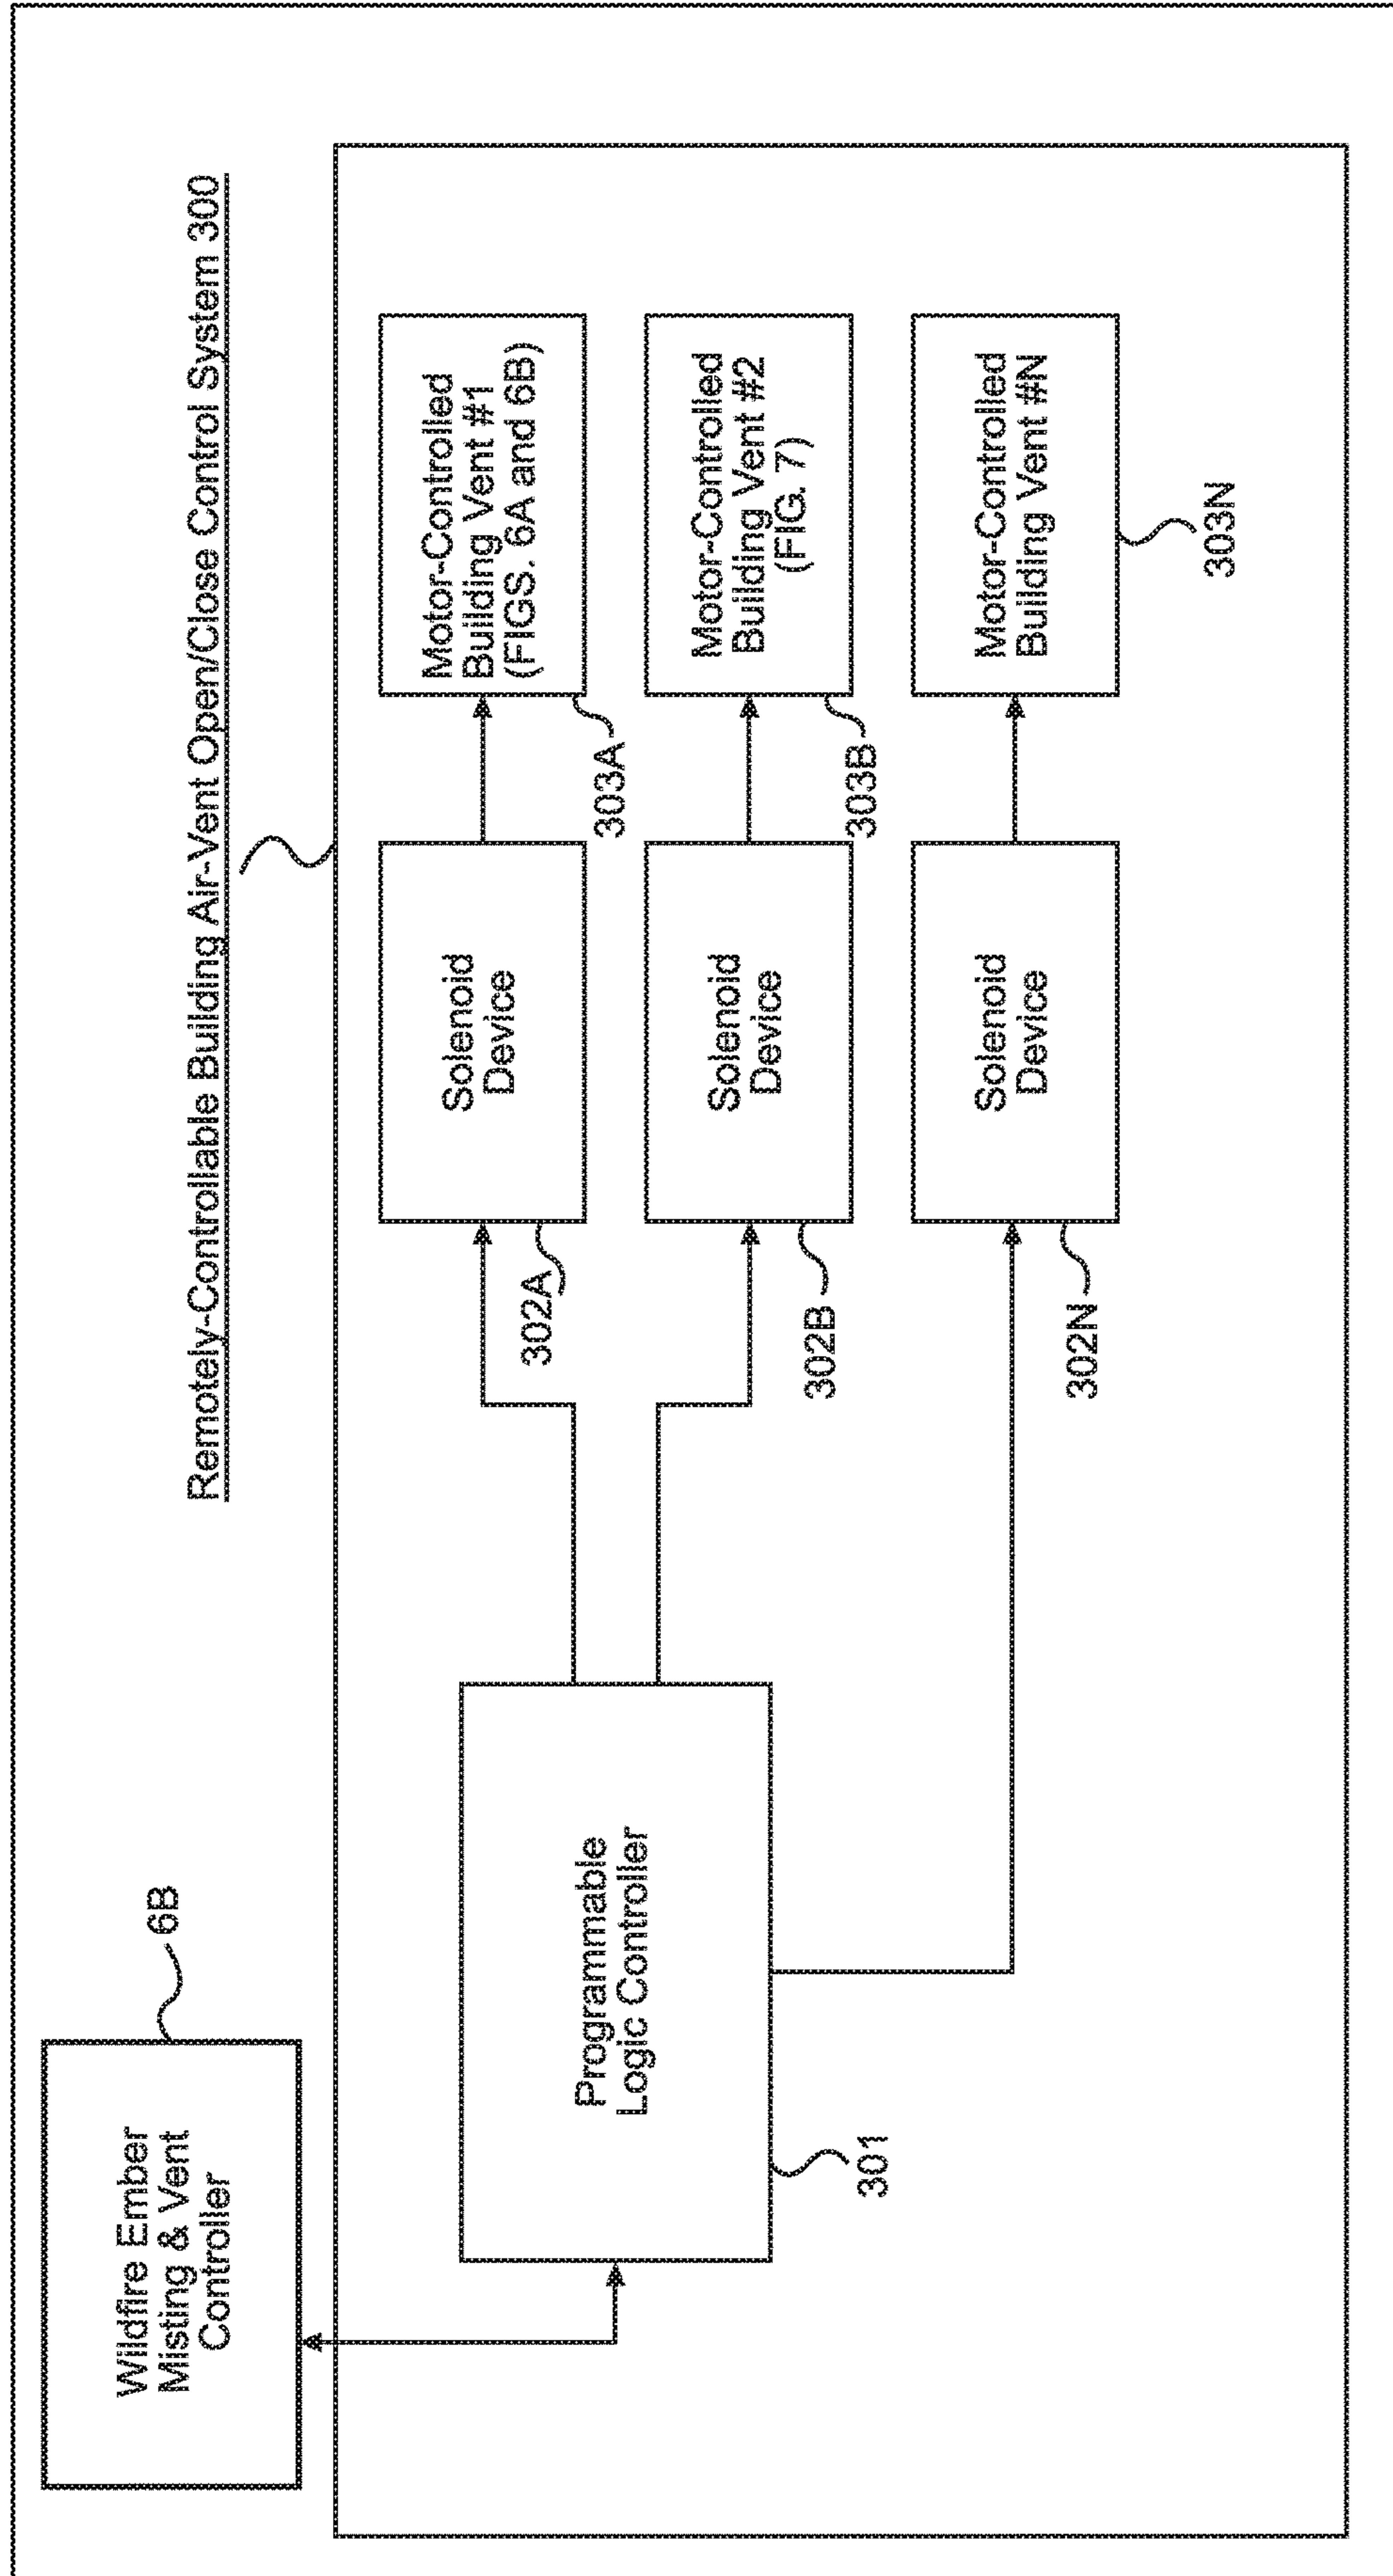 Wildfire Ember
Misting & Vent
Controller
6B
Remotely-Controllable Building Air-Vent Open/Close Control System 300
Programmable
Logic Controller
301
302A
Solenoid
Device
303A
Motor-Controlled
Building Vent #1
(FIGS. 6A and 6B)
302B
Solenoid
Device
303B
Motor-Controlled
Building Vent #2
(FIG. 7)
302N
Solenoid
Device
Motor-Controlled
Building Vent #N
303N